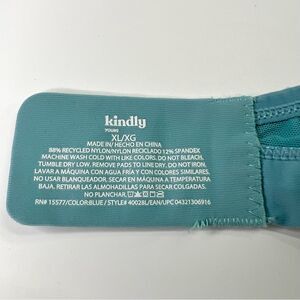 kindly
YOURS
XL/XG
MADE IN/ HECHO EN CHINA
88% RECYCLED NYLON/NYLON RECICLADO 12% SPANDEX
MACHINE WASH COLD WITH LIKE COLORS. DO NOT BLEACH.
TUMBLE DRY LOW. REMOVE PADS TO LINE DRY. DO NOT IRON.
LAVAR A MÁQUINA CON AGUA FRÍA Y CON COLORES SIMILARES.
NO USAR BLANQUEADOR. SECAR EN MÁQUINA A TEMPERATURA
BAJA. RETIRAR LAS ALMOHADILLAS PARA SECAR COLGADAS.
NO PLANCHAR.
RN# 15577/COLOR:BLUE/ STYLE# 40028L/EAN/UPC 04321306916